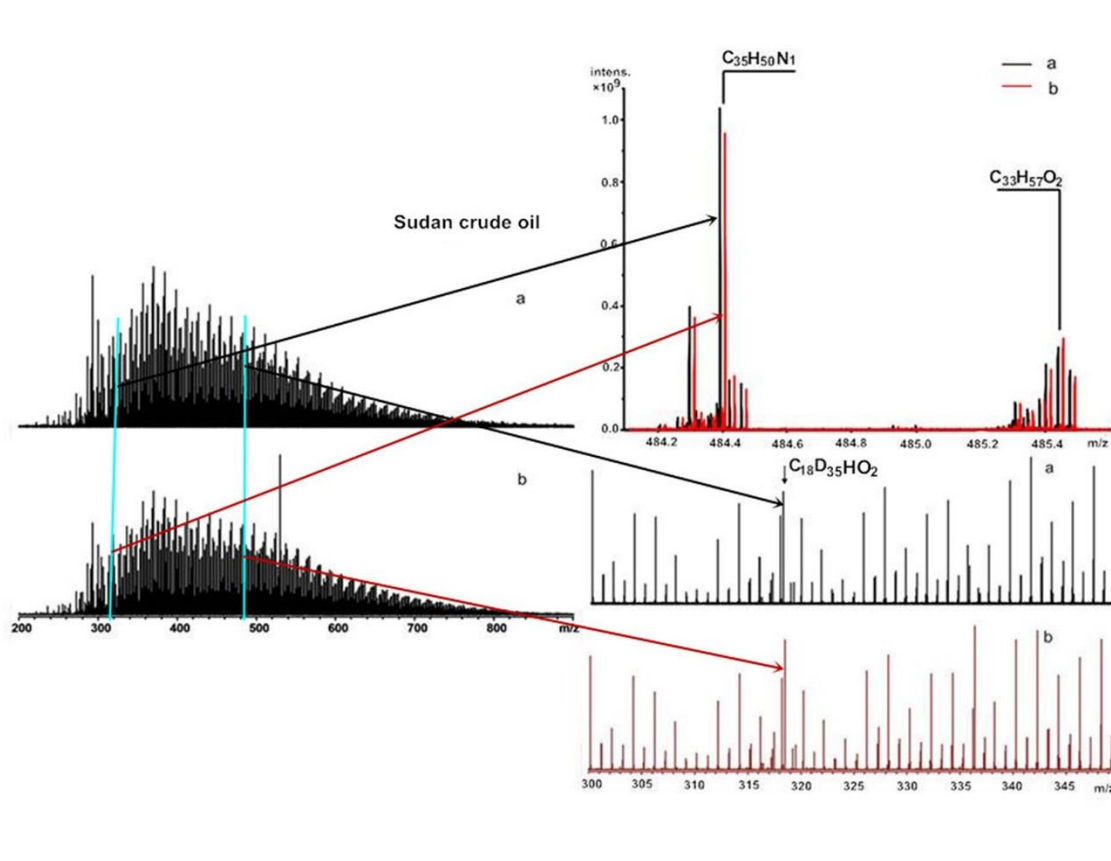 C35H50N1
intens.
×10^9
a
b
1.0
0.8
C33H57O2
Sudan crude oil
0.6
a
0.4
0.2
0.0
484.2 484.4 484.6 484.8 485.0 485.2 485.4 m/z
C18D35HO2
a
b
200 300 400 500 600 700 800 m/z
b
300 305 310 315 320 325 330 335 340 345 m/z